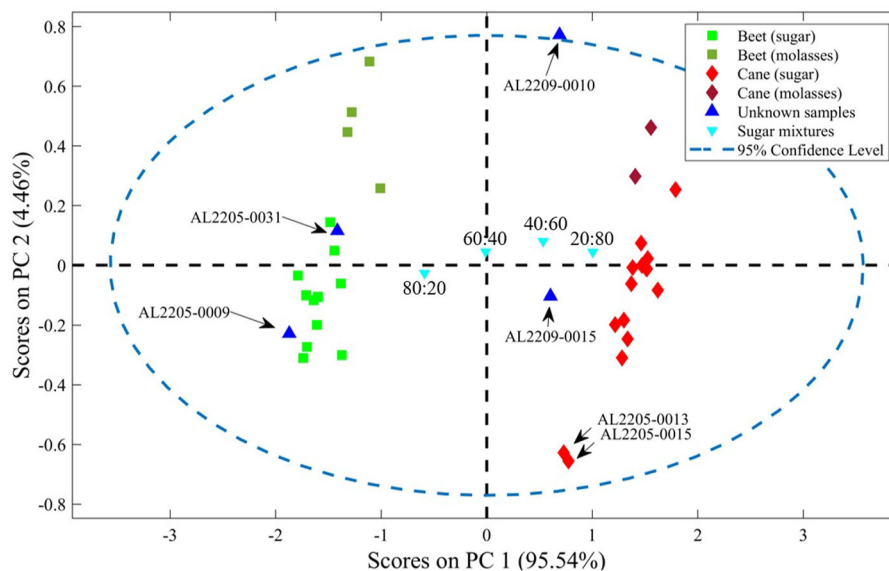 0.8
0.6
0.4
0.2
0
-0.2
-0.4
-0.6
-0.8
Scores on PC 2 (4.46%)
-3
-2
-1
0
1
2
3
Scores on PC 1 (95.54%)
Beet (sugar)
Beet (molasses)
Cane (sugar)
Cane (molasses)
Unknown samples
Sugar mixtures
95% Confidence Level
AL2209-0010
AL2205-0031
60:40
40:60
20:80
80:20
AL2205-0009
AL2209-0015
AL2205-0013
AL2205-0015